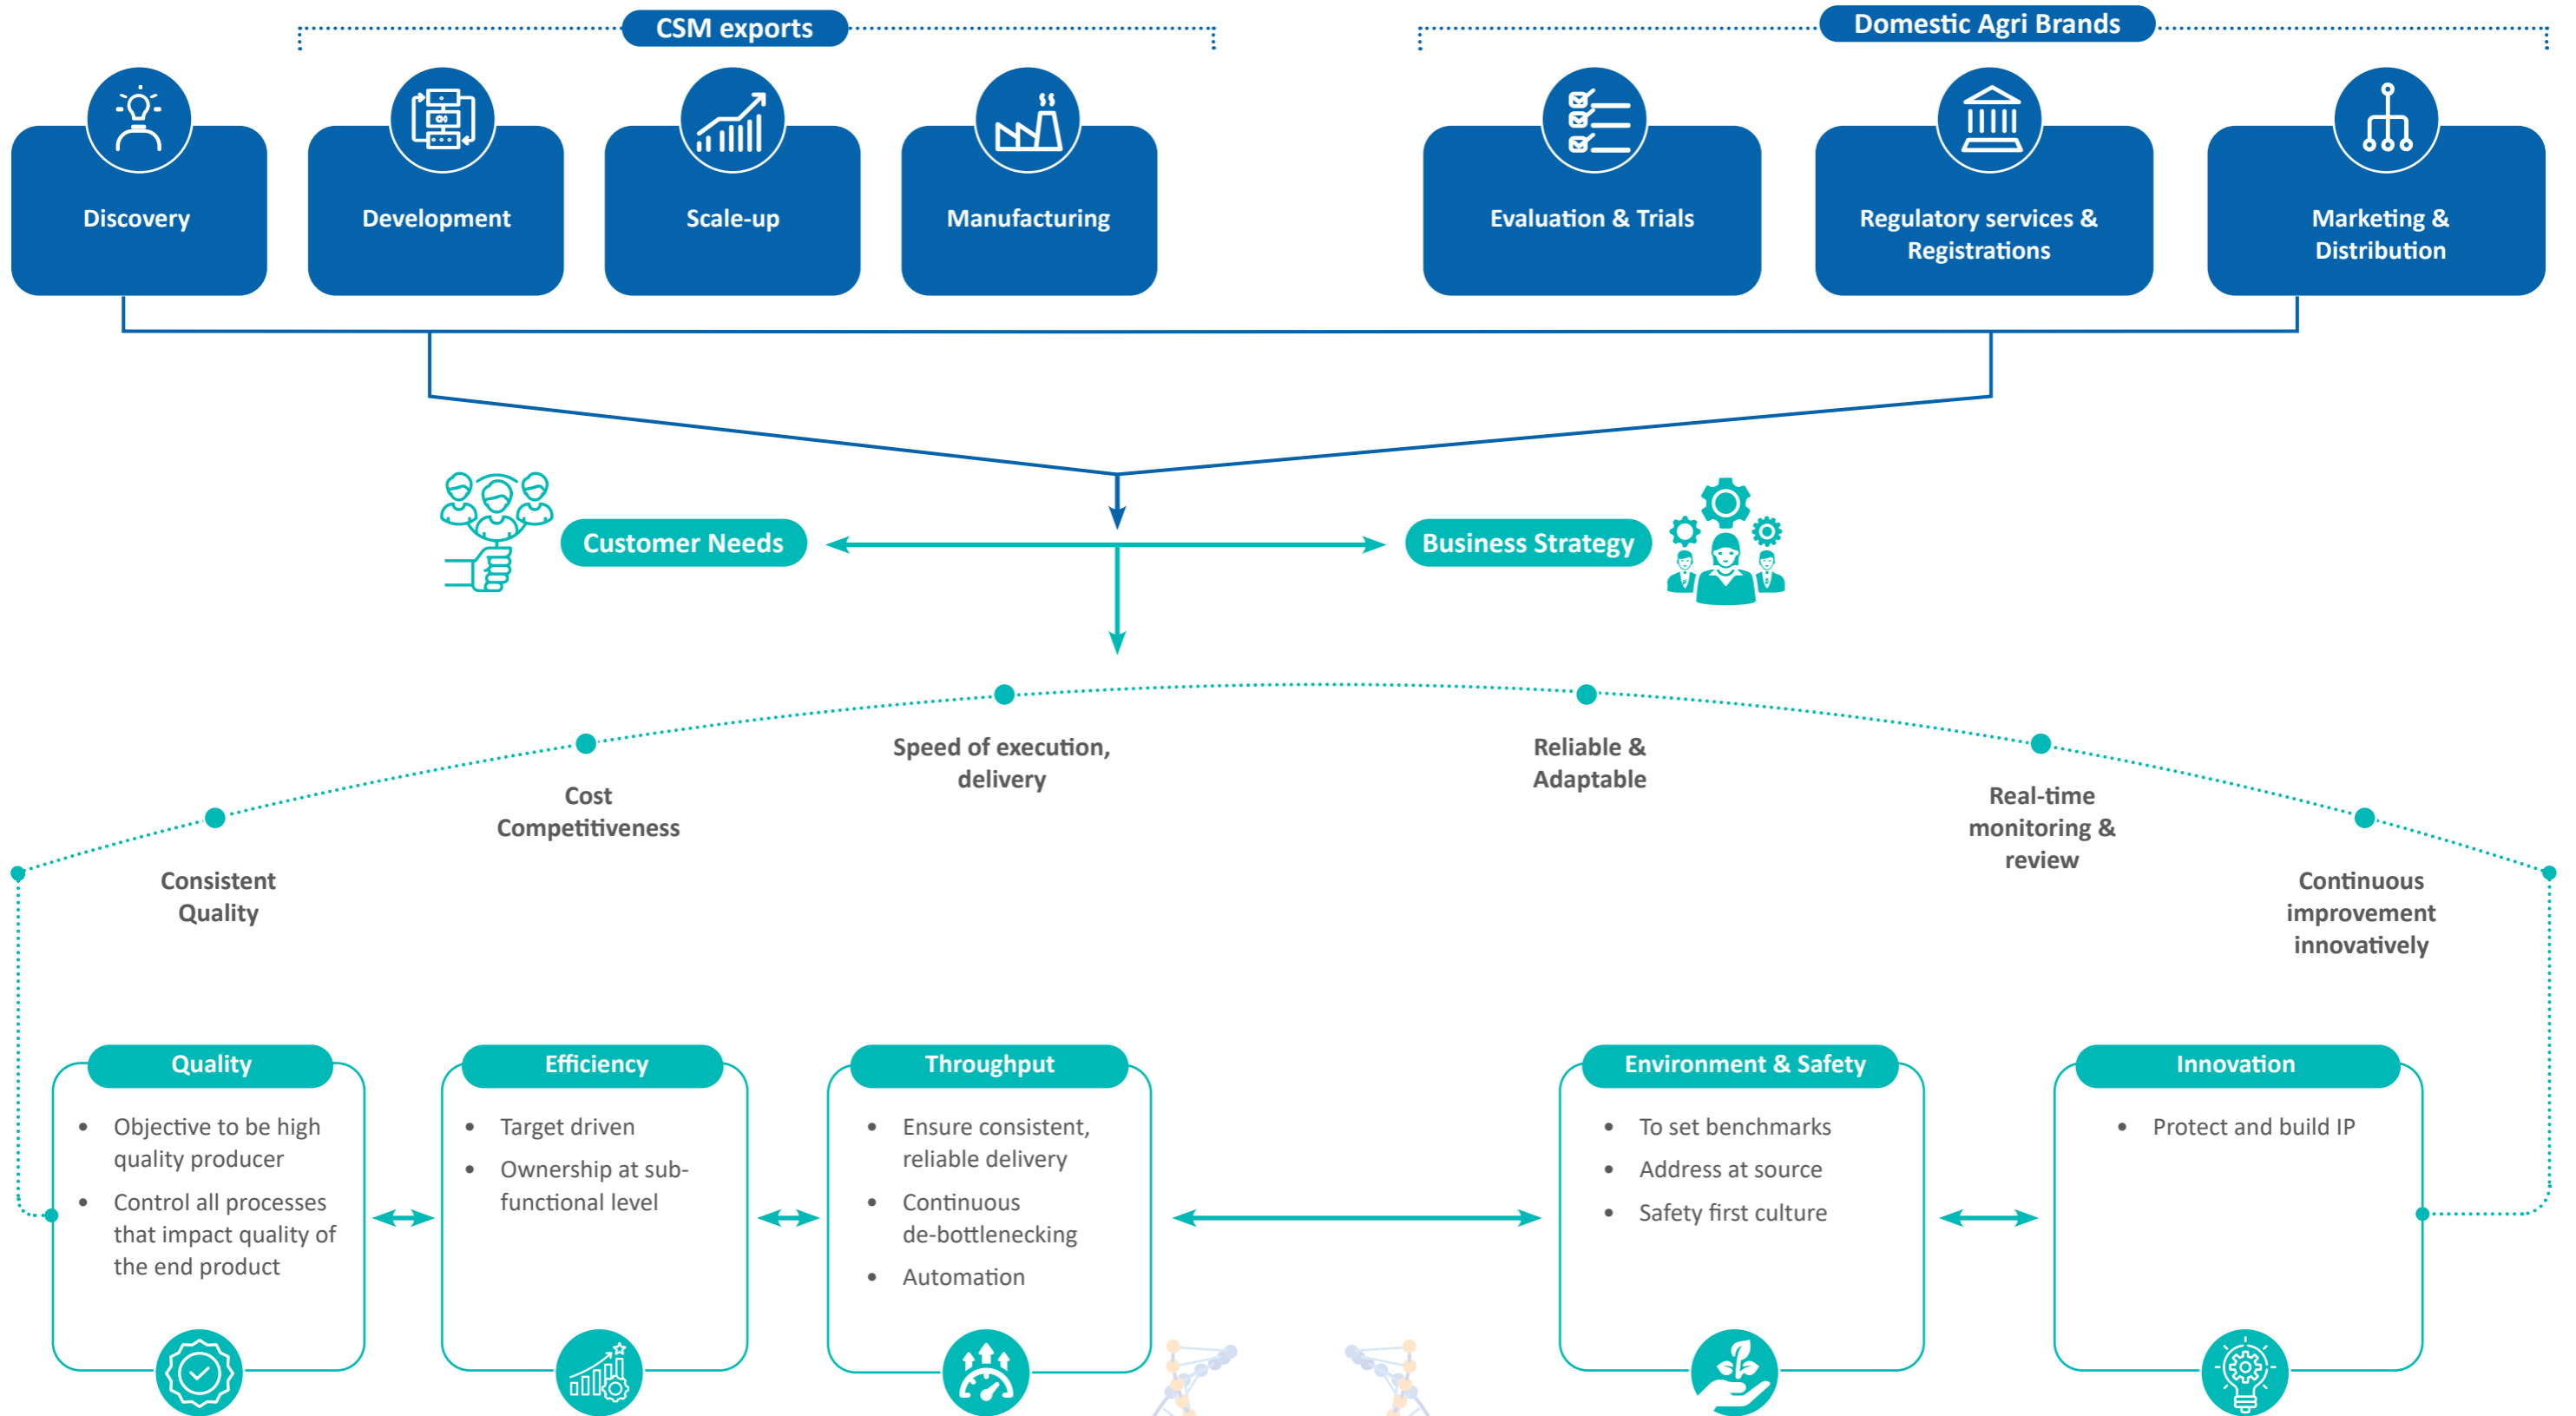 CSM exports
Domestic Agri Brands
Discovery
Development
Scale-up
Manufacturing
Evaluation & Trials
Regulatory services &
Registrations
Marketing &
Distribution
Customer Needs
Business Strategy
Speed of execution,
delivery
Reliable &
Adaptable
Cost
Competitiveness
Real-time
monitoring &
review
Consistent
Quality
Continuous
improvement
innovatively
Quality
• Objective to be high
quality producer
• Control all processes
that impact quality of
the end product
Efficiency
• Target driven
• Ownership at sub-
functional level
Throughput
• Ensure consistent,
reliable delivery
• Continuous
de-bottlenecking
• Automation
Environment & Safety
• To set benchmarks
• Address at source
• Safety first culture
Innovation
• Protect and build IP